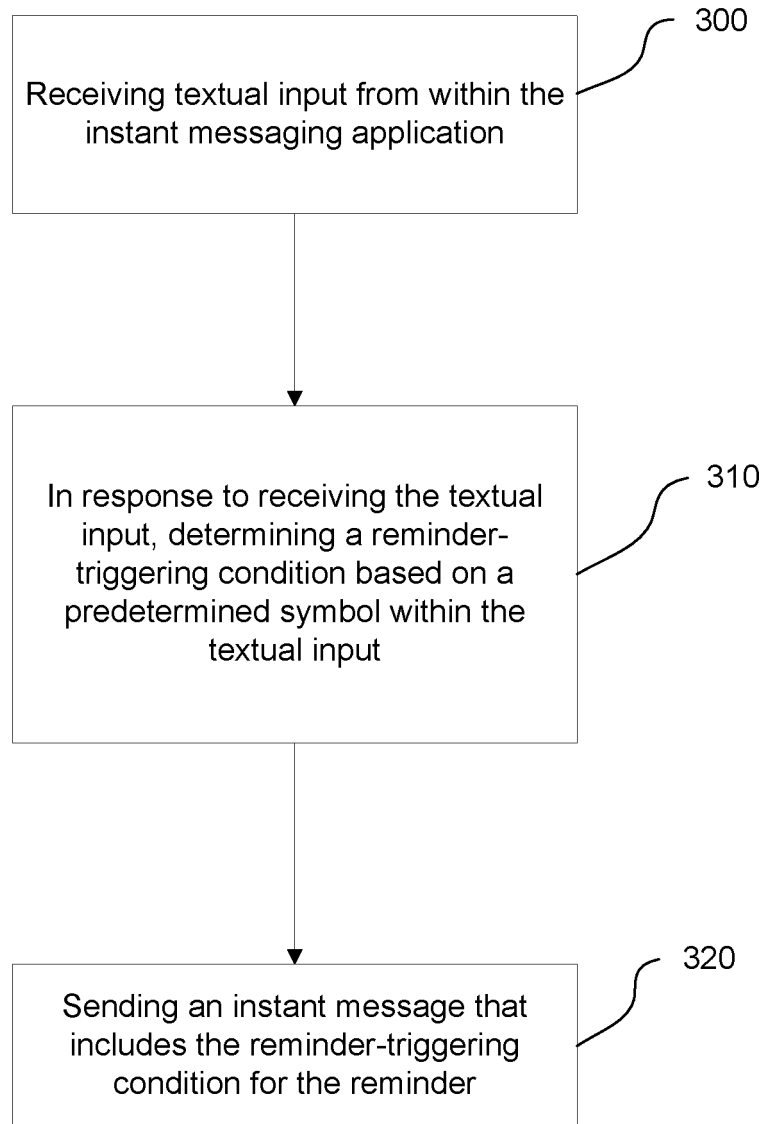 300
Receiving textual input from within the
instant messaging application
310
In response to receiving the textual
input, determining a reminder-
triggering condition based on a
predetermined symbol within the
textual input
320
Sending an instant message that
includes the reminder-triggering
condition for the reminder